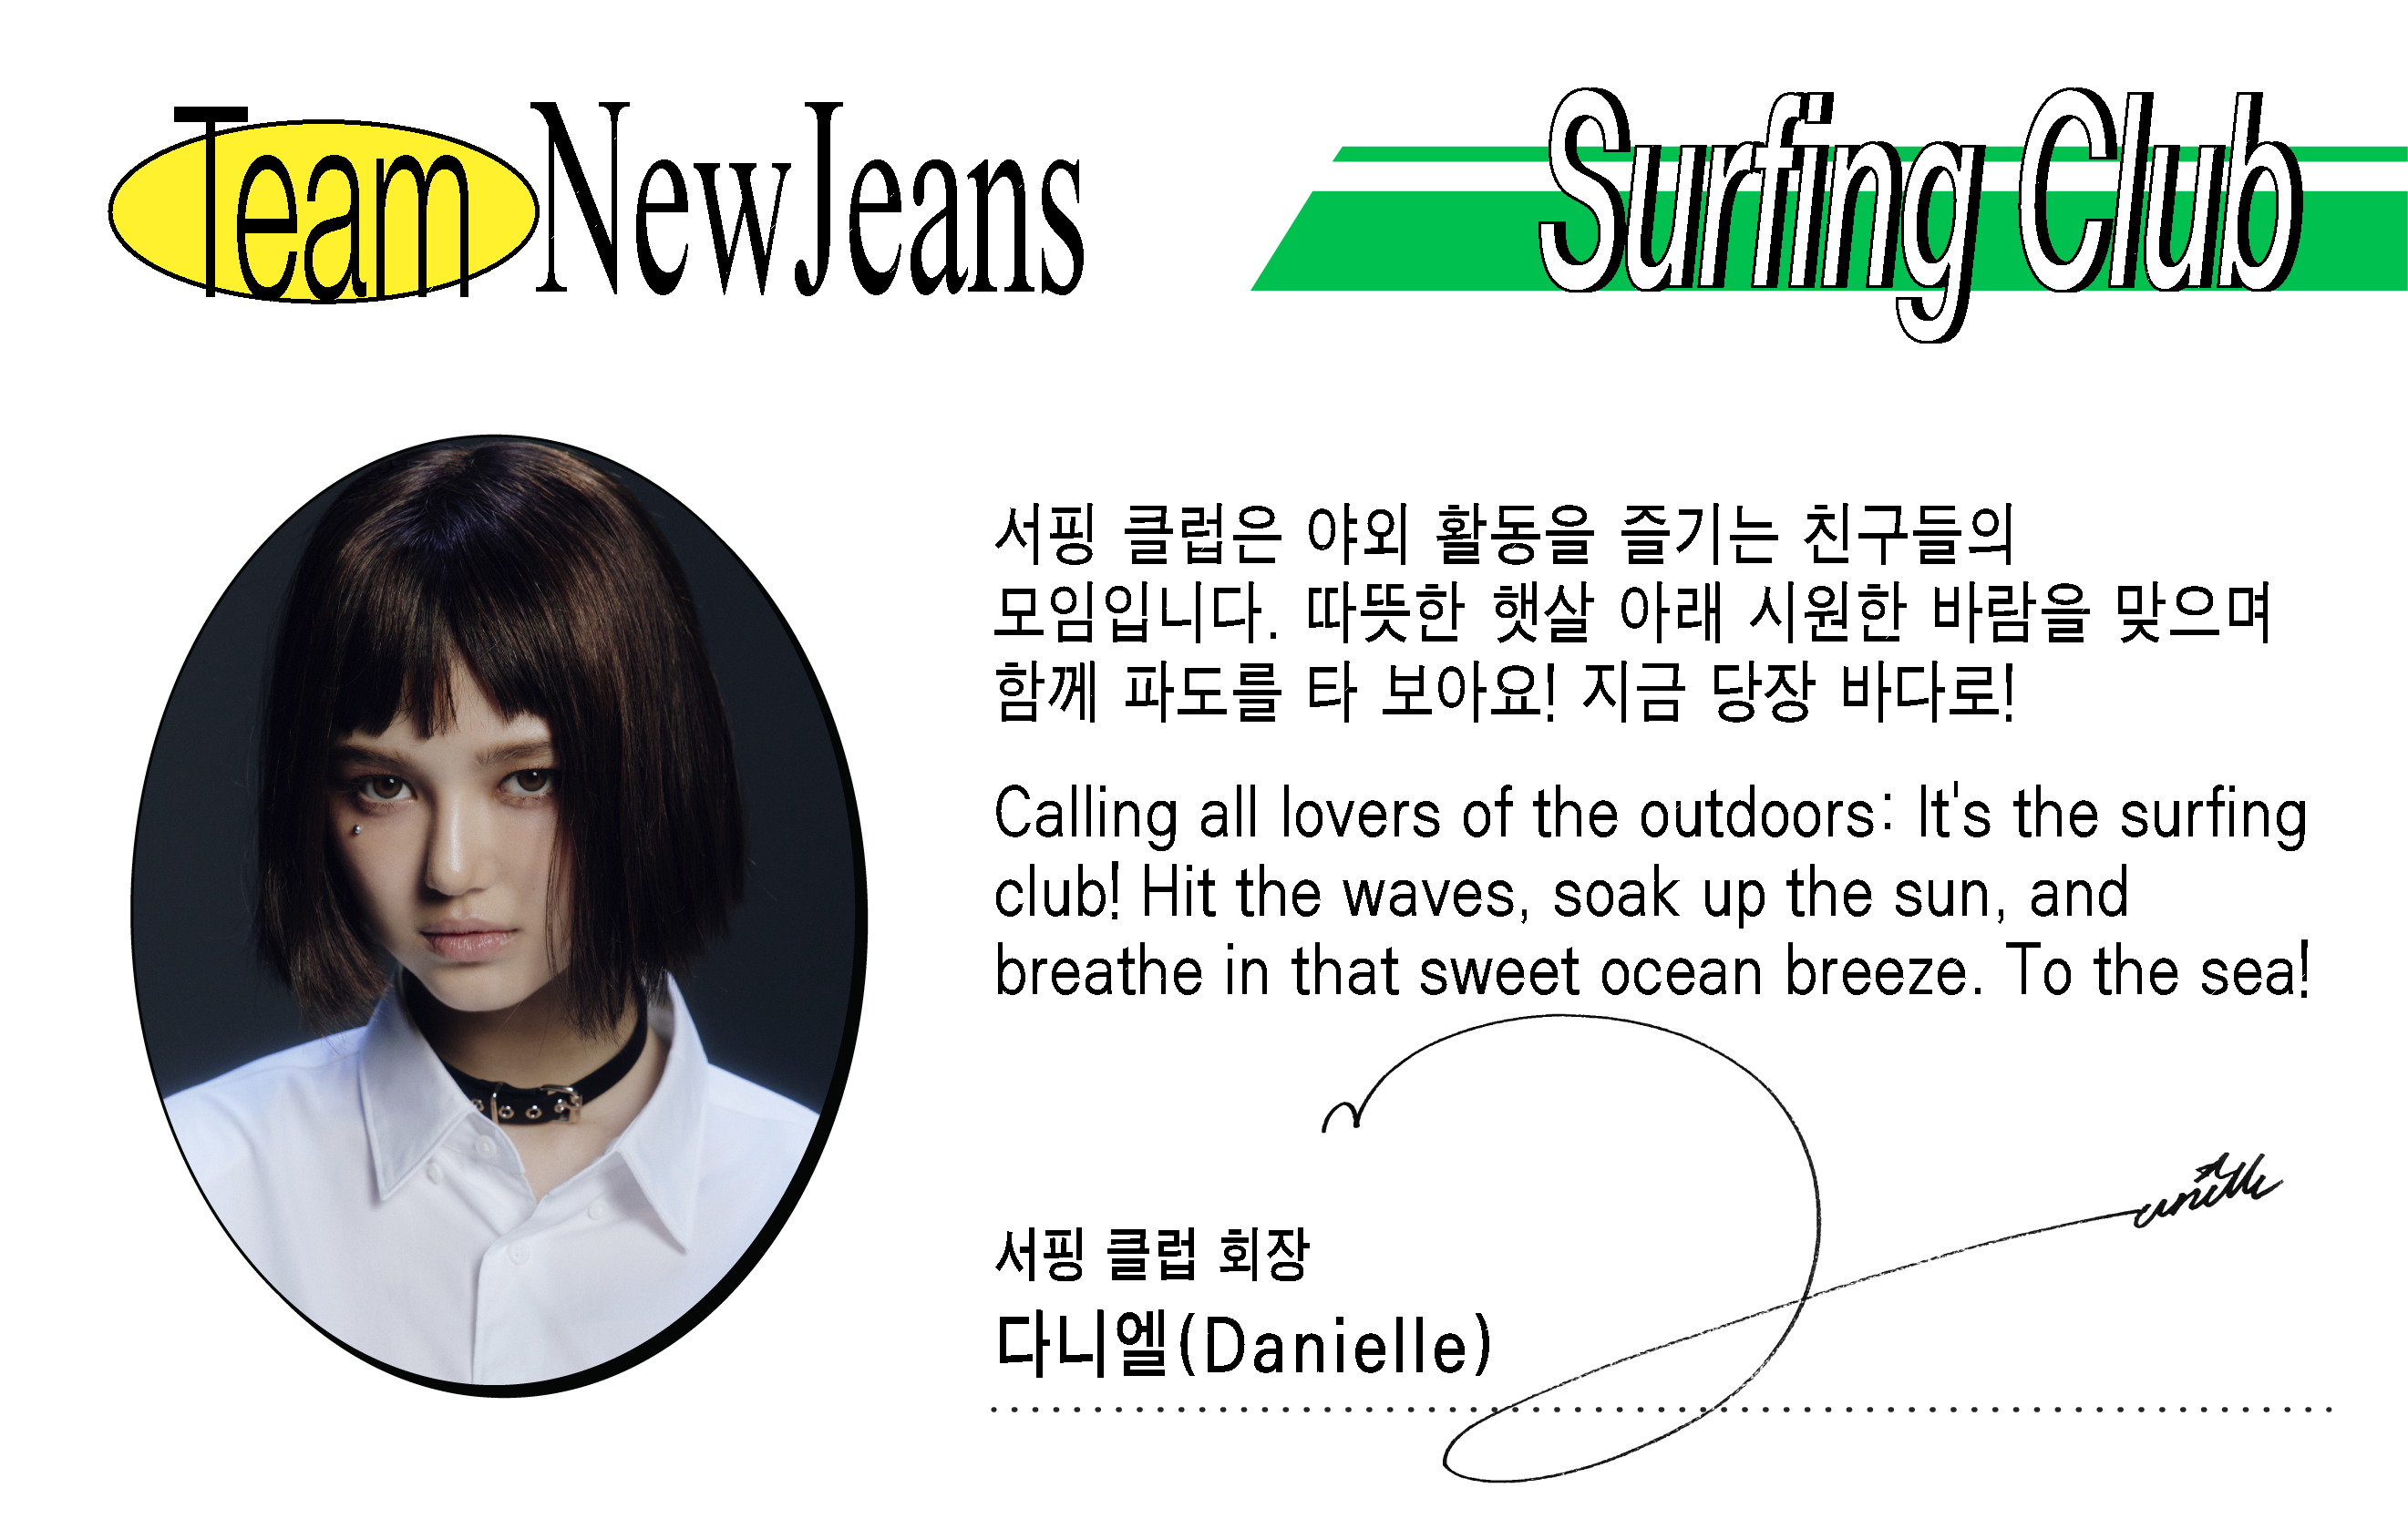 Team NewJeans
Surfing Club
서핑 클럽은 야외 활동을 즐기는 친구들의
모임입니다. 따뜻한 햇살 아래 시원한 바람을 맞으며
함께 파도를 타 보아요! 지금 당장 바다로!
Calling all lovers of the outdoors: It's the surfing
club! Hit the waves, soak up the sun, and
breathe in that sweet ocean breeze. To the sea!
서핑 클럽 회장
다니엘(Danielle)